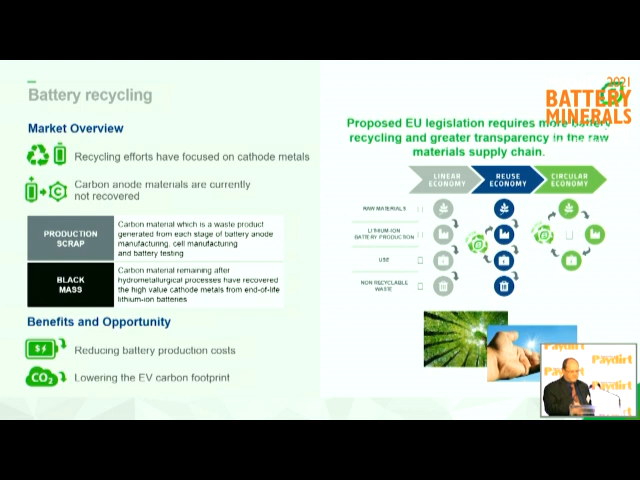 2021
BATTERY
MINERALS
Battery recycling
Market Overview
Recycling efforts have focused on cathode metals
Carbon anode materials are currently
not recovered
PRODUCTION
SCRAP
Carbon material which is a waste product
generated from each stage of battery anode
manufacturing, cell manufacturing
and battery testing
BLACK
MASS
Carbon material remaining after
hydrometallurgical processes have recovered
the high value cathode metals from end-of-life
lithium-ion batteries
Benefits and Opportunity
$
Reducing battery production costs
CO2
Lowering the EV carbon footprint
Proposed EU legislation requires more battery
recycling and greater transparency in the raw
materials supply chain.
LINEAR
ECONOMY
REUSE
ECONOMY
CIRCULAR
ECONOMY
RAW MATERIALS
LITHIUM-ION
BATTERY PRODUCTION
USE
NON RECYCLABLE
WASTE
Paydirt
Paydirt
Paydirt